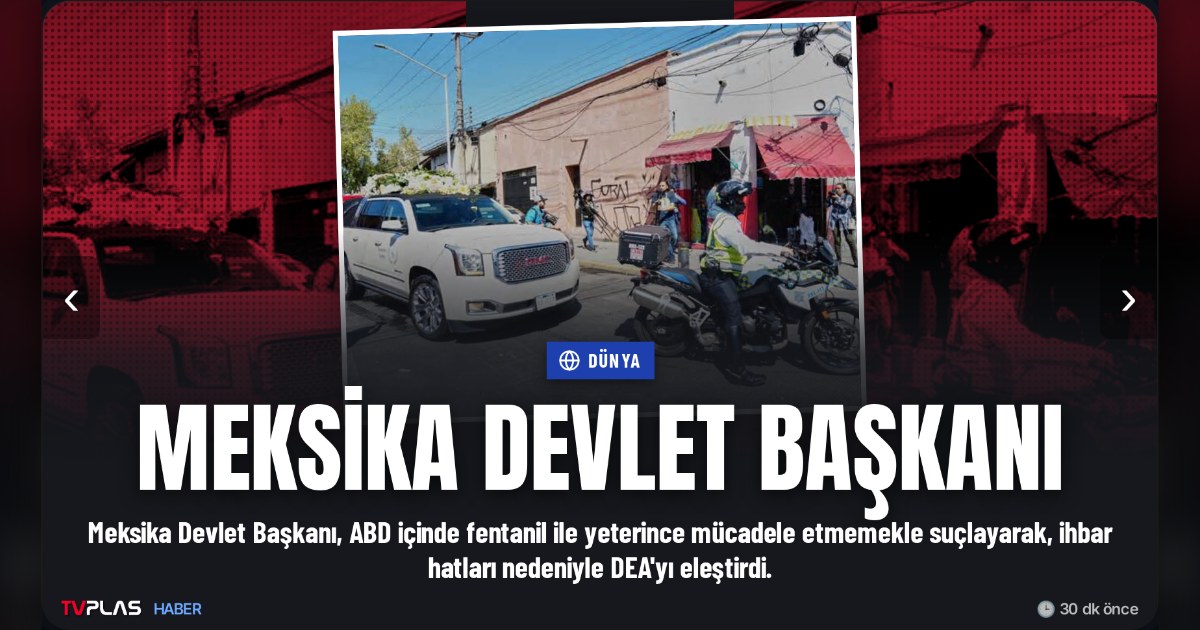 DÜNYA
MEKSİKA DEVLET BAŞKANI
Meksika Devlet Başkanı, ABD içinde fentanil ile yeterince mücadele etmemekle suçlayarak, ihbar
hatları nedeniyle DEA'yı eleştirdi.
TVPLAS HABER
30 dk önce